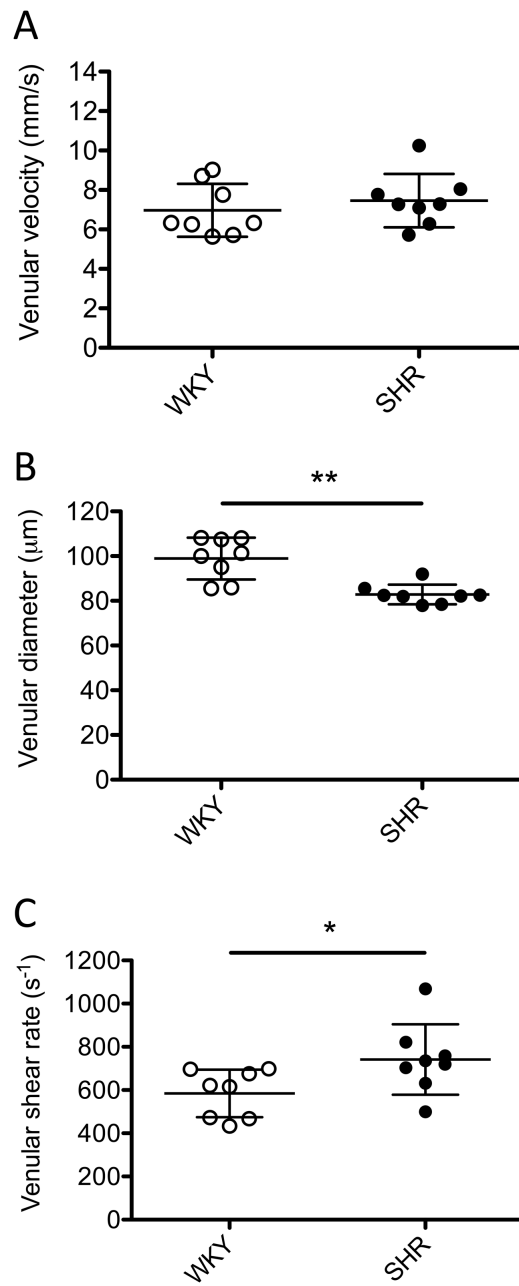 A
Venular velocity (mm/s)
14
12
10
8
6
4
2
0
WKY
SHR
B
**
Venular diameter (µm)
120
100
80
60
40
20
0
WKY
SHR
C
*
Venular shear rate (s-1)
1200
1000
800
600
400
200
0
WKY
SHR